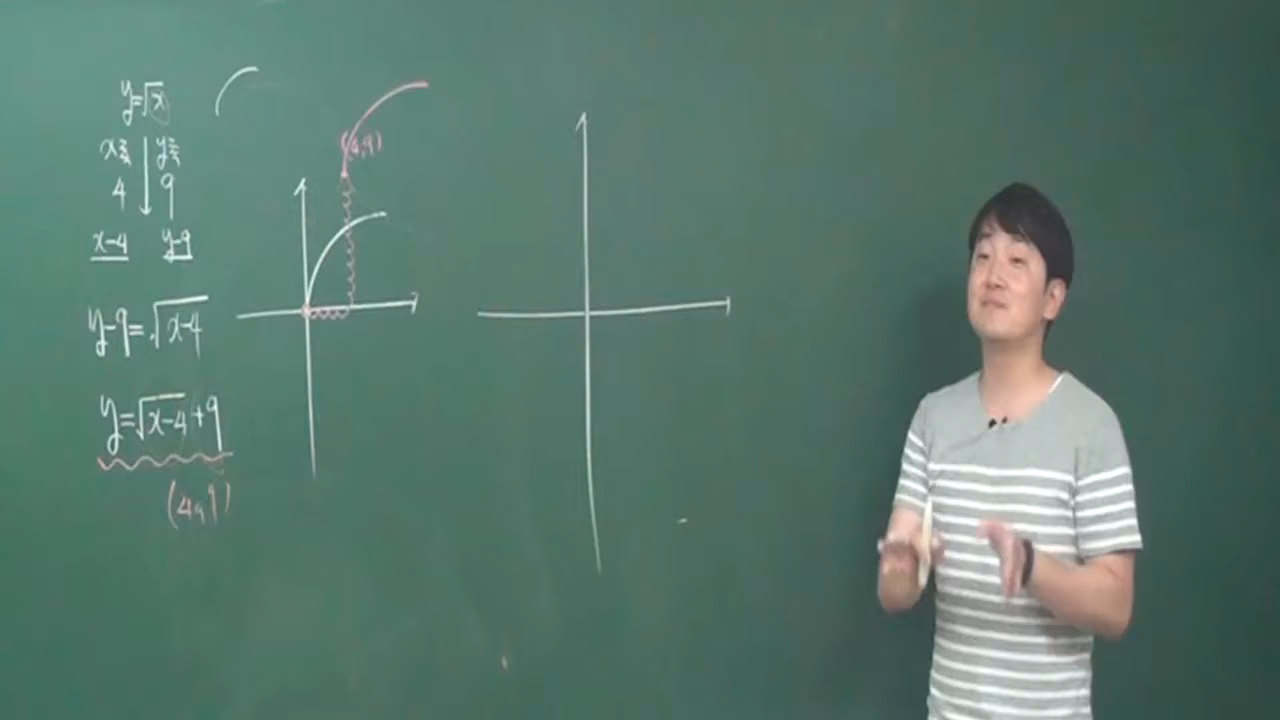 y=√x
x축 y축
4 9
x-4 y-9
y-9=√x-4
y=√x-4+9
(4,9)
(4,9)